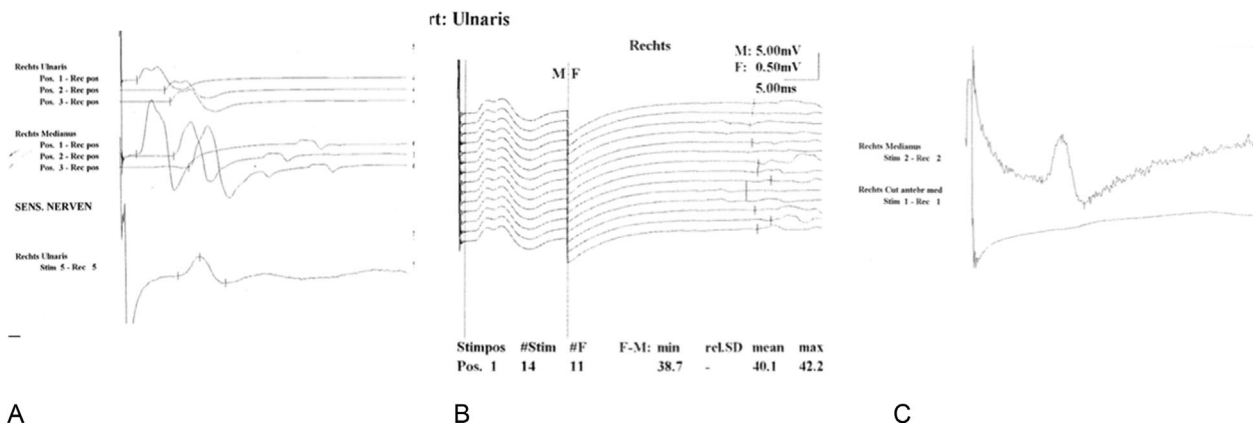 Rechts Ulnaris
Pos. 1 - Rec pos
Pos. 2 - Rec pos
Pos. 3 - Rec pos
Rechts Medianus
Pos. 1 - Rec pos
Pos. 2 - Rec pos
Pos. 3 - Rec pos
SENS. NERVEN
Rechts Ulnaris
Stim 5 - Rec 5
A
rt: Ulnaris
Rechts
M: 5.00mV
F: 0.50mV
5.00ms
M F
Stimpos #Stim #F F-M: min rel.SD mean max
Pos. 1 14 11 38.7 - 40.1 42.2
B
Rechts Medianus
Stim 2 - Rec 2
Rechts Cut antebr med
Stim 1 - Rec 1
C